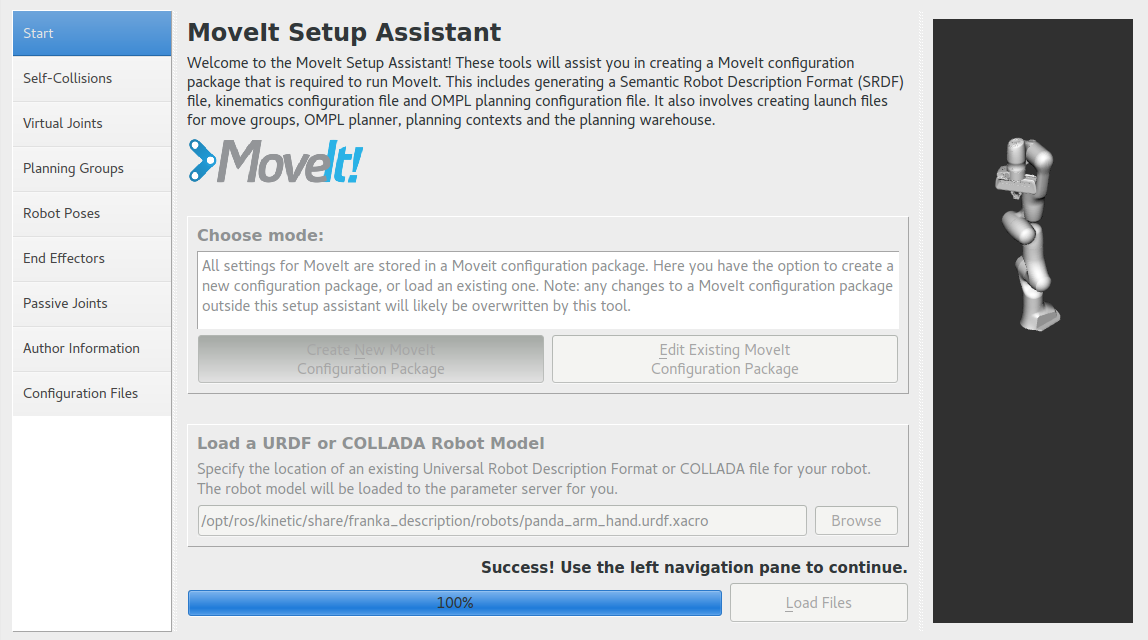 Start
Self-Collisions
Virtual Joints
Planning Groups
Robot Poses
End Effectors
Passive Joints
Author Information
Configuration Files
MoveIt Setup Assistant
Welcome to the MoveIt Setup Assistant! These tools will assist you in creating a MoveIt configuration
package that is required to run MoveIt. This includes generating a Semantic Robot Description Format (SRDF)
file, kinematics configuration file and OMPL planning configuration file. It also involves creating launch files
for move groups, OMPL planner, planning contexts and the planning warehouse.
MoveIt!
Choose mode:
All settings for MoveIt are stored in a Moveit configuration package. Here you have the option to create a
new configuration package, or load an existing one. Note: any changes to a MoveIt configuration package
outside this setup assistant will likely be overwritten by this tool.
Create New MoveIt
Configuration Package
Edit Existing MoveIt
Configuration Package
Load a URDF or COLLADA Robot Model
Specify the location of an existing Universal Robot Description Format or COLLADA file for your robot.
The robot model will be loaded to the parameter server for you.
/opt/ros/kinetic/share/franka_description/robots/panda_arm_hand.urdf.xacro
Browse
Success! Use the left navigation pane to continue.
100%
Load Files